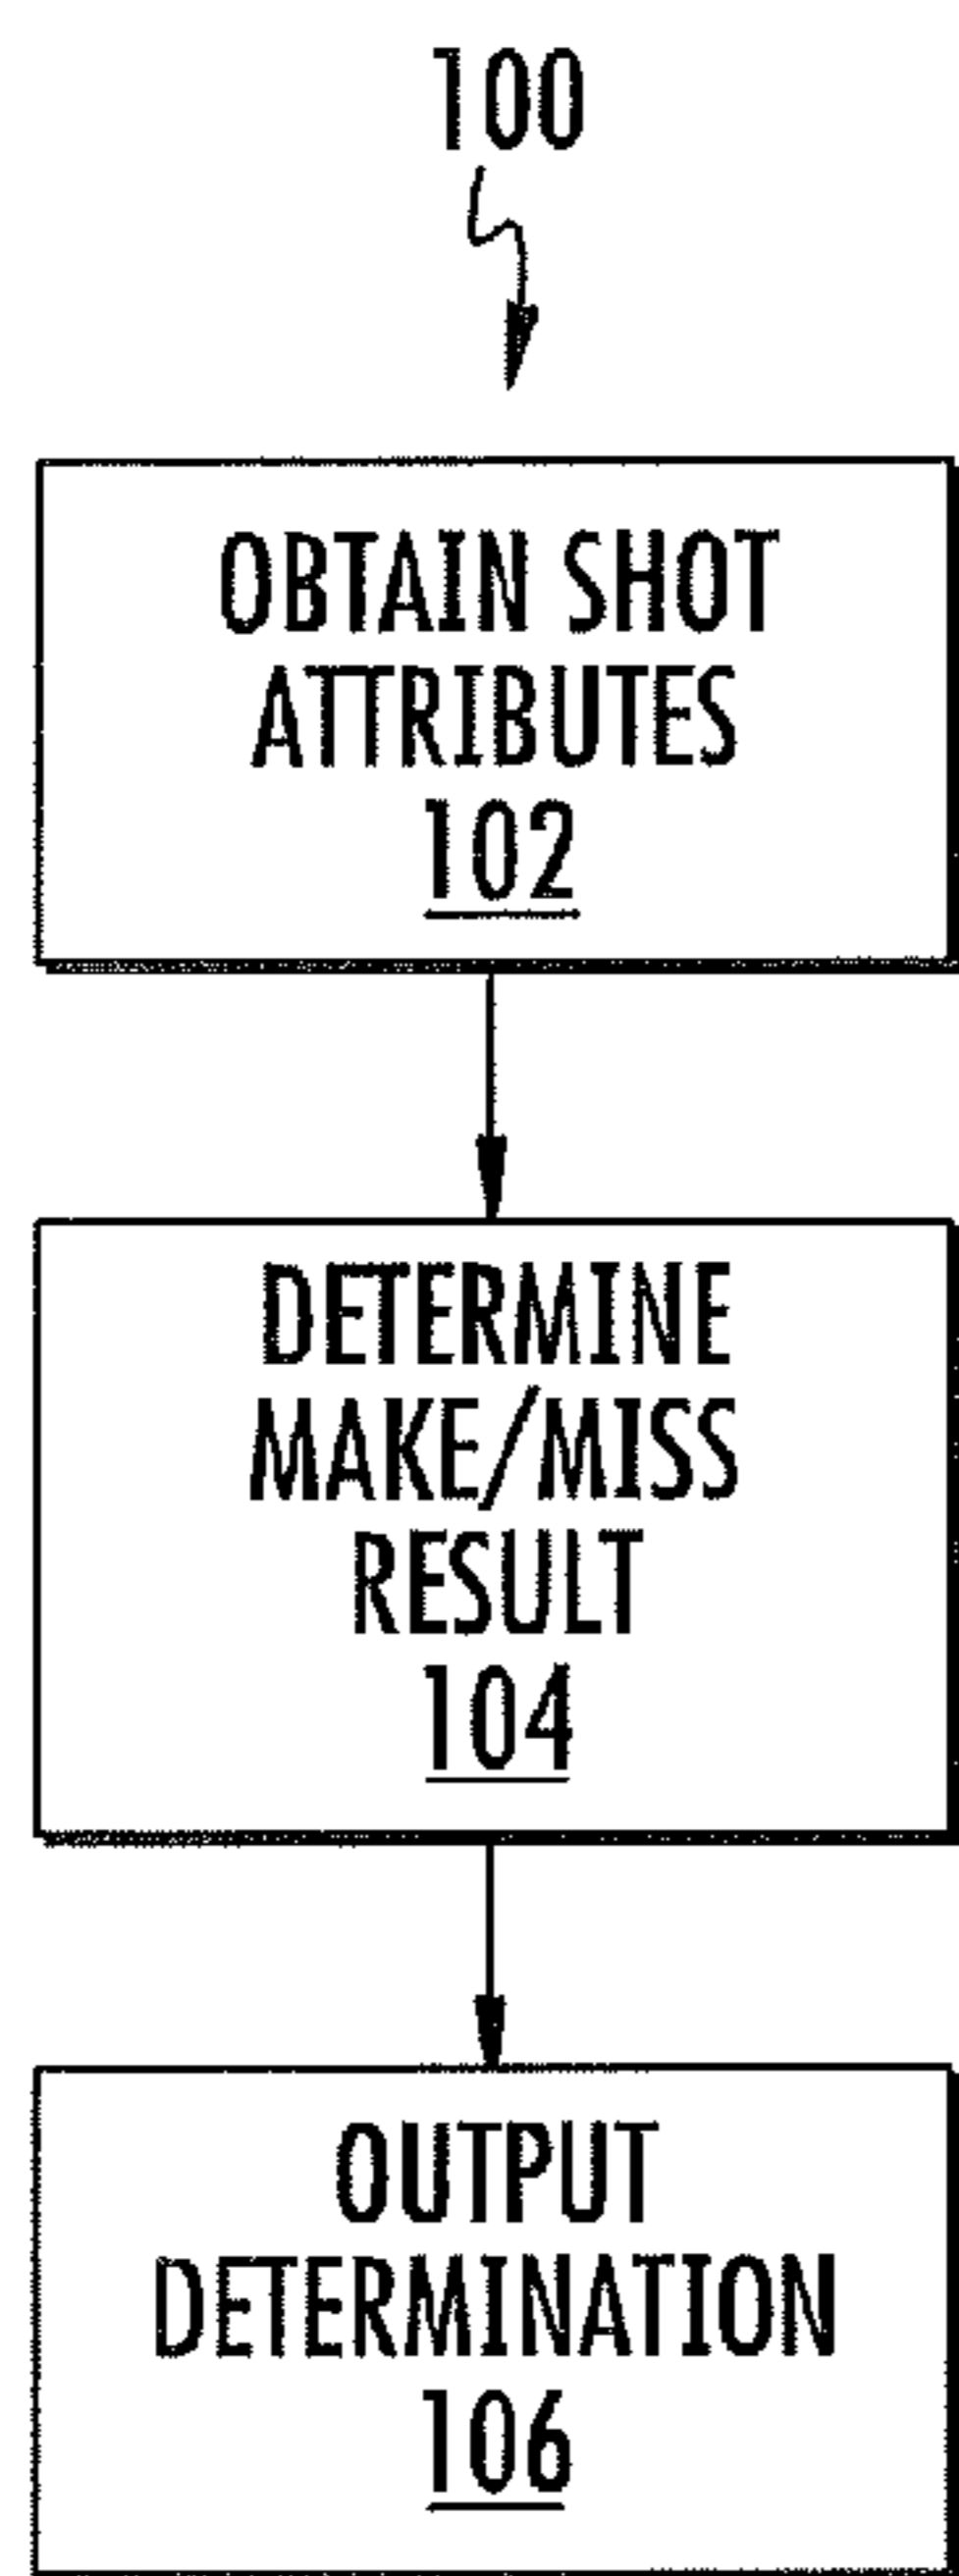 100
OBTAIN SHOT
ATTRIBUTES
102
DETERMINE
MAKE/MISS
RESULT
104
OUTPUT
DETERMINATION
106